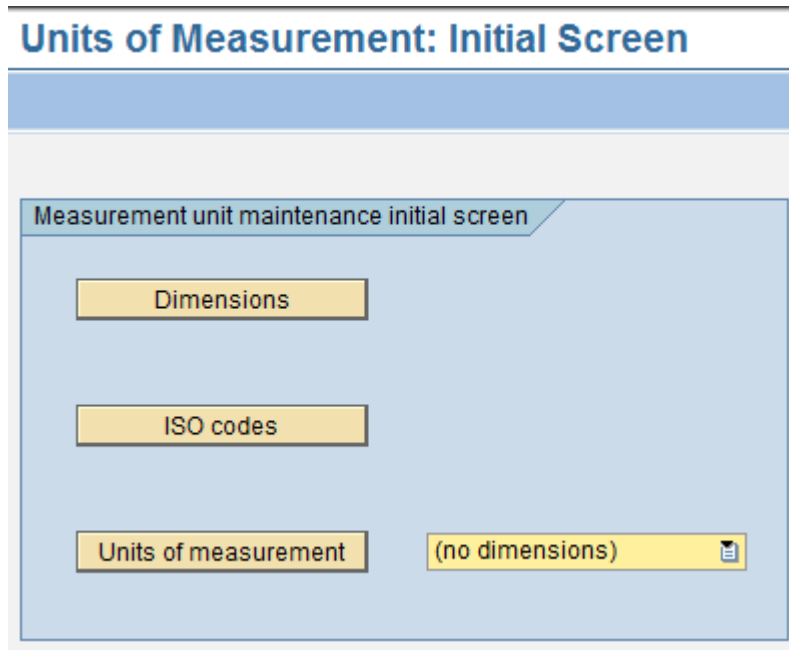 Units of Measurement: Initial Screen
Measurement unit maintenance initial screen
Dimensions
ISO codes
Units of measurement (no dimensions)